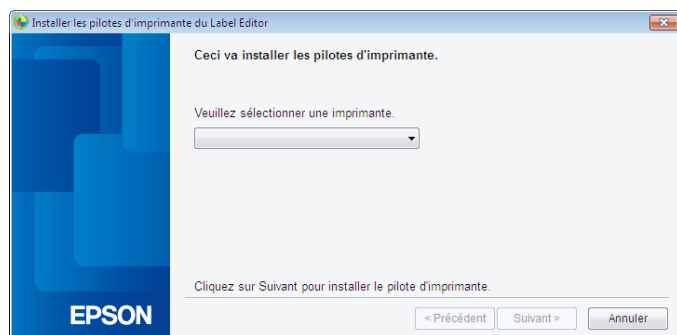 Installer les pilotes d'imprimante du Label Editor
Ceci va installer les pilotes d'imprimante.
Veuillez sélectionner une imprimante.
Cliquez sur Suivant pour installer le pilote d'imprimante.
EPSON
< Précédent Suivant > Annuler